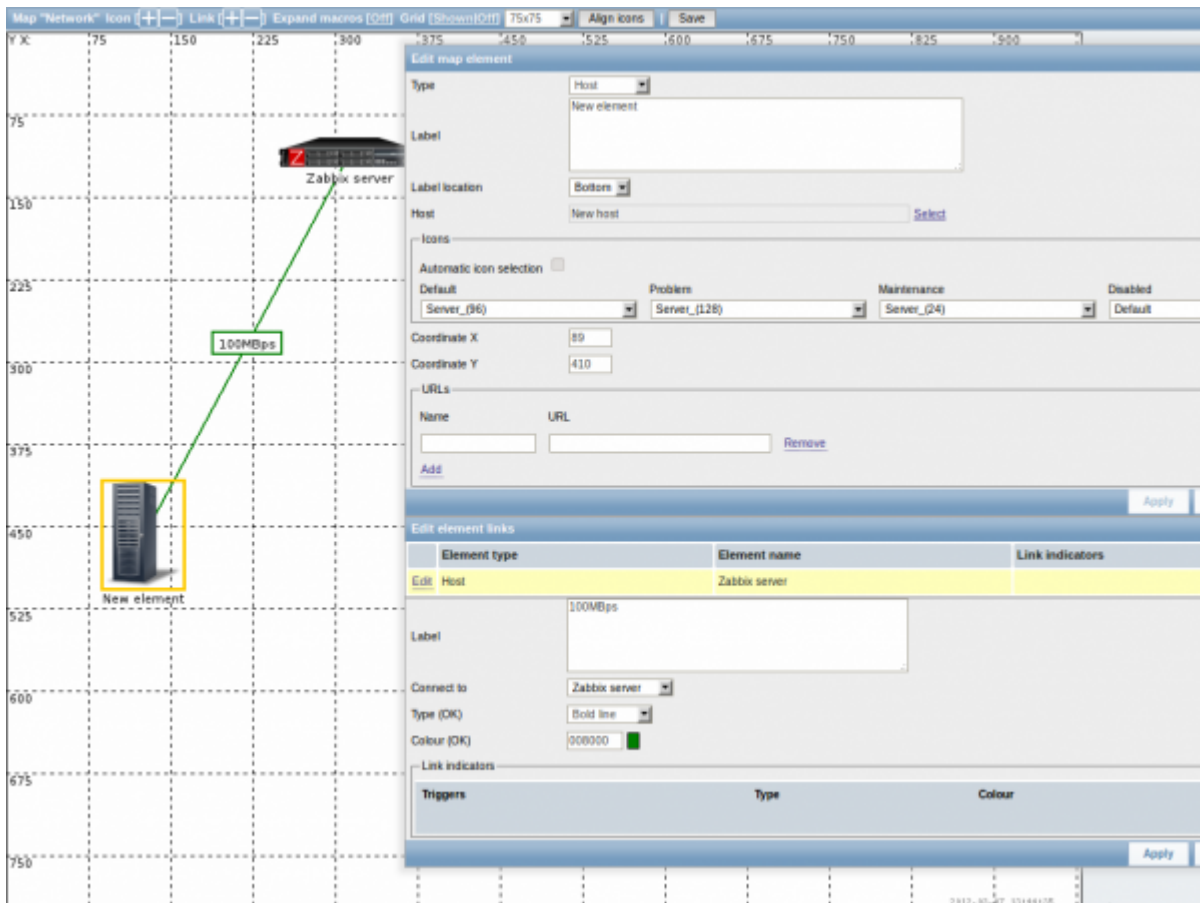 Map "Network" Icon [+|−] Link [+|−] Expand macros [Off] Grid [Shown|Off] 75x75 Align icons | Save
Y X: 75 150 225 300 375 450 525 600 675 750 825 900
Edit map element
Type Host
Label New element
Label location Bottom
Host New host Select
Icons
Automatic icon selection
Default Problem Maintenance Disabled
Server_(96) Server_(128) Server_(24) Default
Coordinate X 89
Coordinate Y 410
URLs
Name URL
Remove
Add
Apply
Edit element links
Element type Element name Link indicators
Edit Host Zabbix server
Label 100MBps
Connect to Zabbix server
Type (OK) Bold line
Colour (OK) 008000
Link indicators
Triggers Type Colour
Apply
75
Z
Zabbix server
150
225
100MBps
300
375
450
New element
525
600
675
750